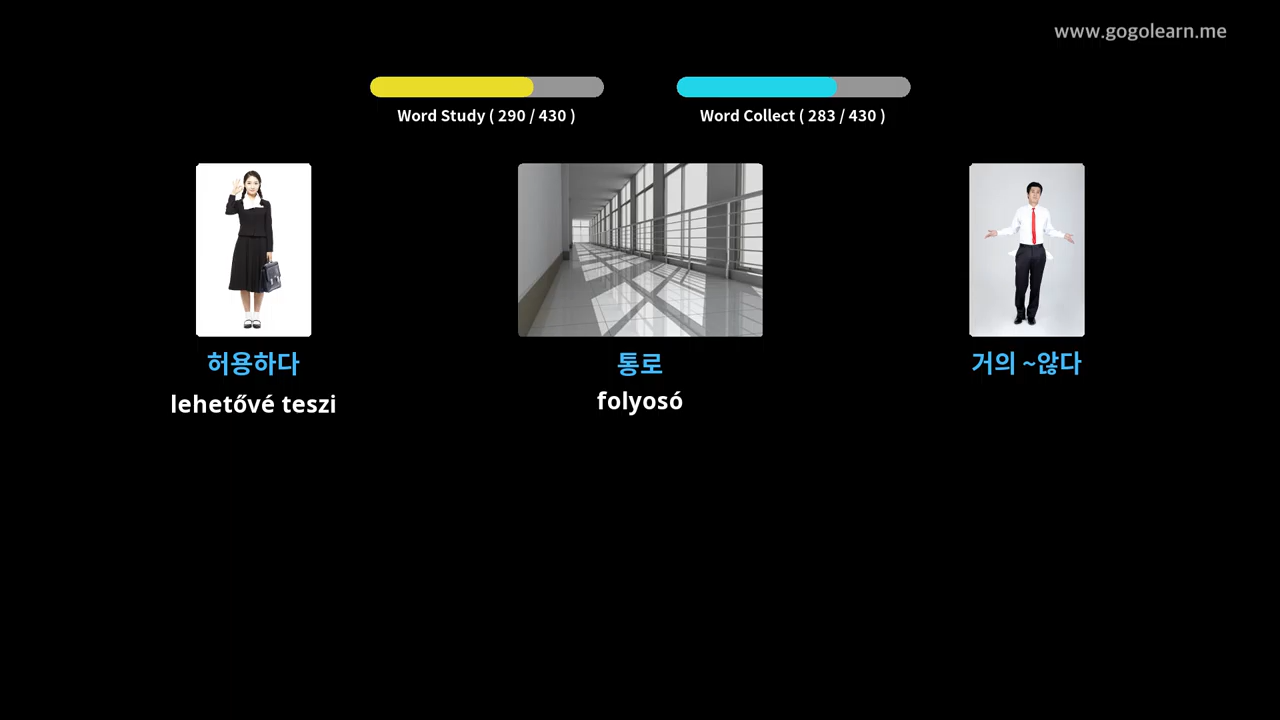 www.gogolearn.me
Word Study ( 290 / 430 )
Word Collect ( 283 / 430 )
허용하다
통로
거의 ~않다
lehetővé teszi
folyosó